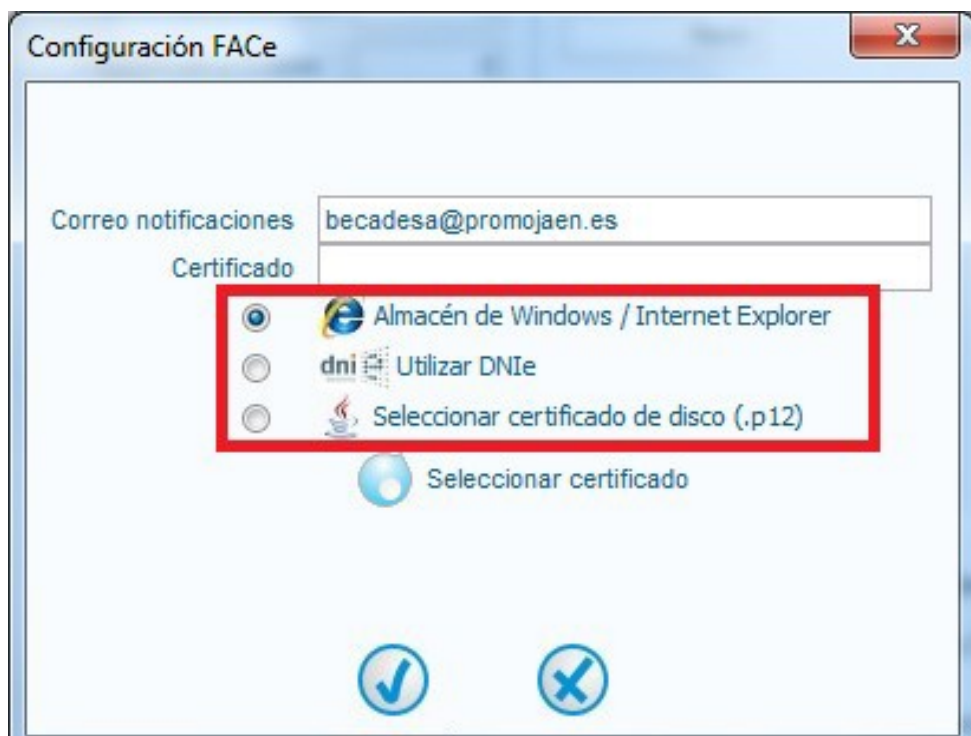 Configuración FACe
Correo notificaciones becadesa@promojaen.es
Certificado
Almacén de Windows / Internet Explorer
dni Utilizar DNIe
Seleccionar certificado de disco (.p12)
Seleccionar certificado